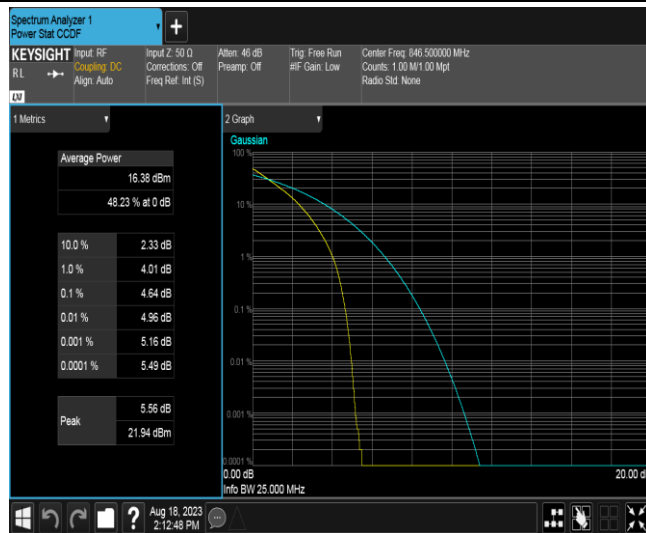 Spectrum Analyzer 1
Power Stat CCDF
+
KEYSIGHT
RL
Input: RF
Coupling: DC
Align: Auto
Input Z: 50 Ω
Corrections: Off
Freq Ref: Int (S)
Atten: 46 dB
Preamp: Off
Trig: Free Run
#IF Gain: Low
Center Freq: 846.500000 MHz
Counts: 1.00 M/1.00 Mpt
Radio Std: None
1 Metrics
Average Power
16.38 dBm
48.23 % at 0 dB
10.0 % 2.33 dB
1.0 % 4.01 dB
0.1 % 4.64 dB
0.01 % 4.96 dB
0.001 % 5.16 dB
0.0001 % 5.49 dB
Peak
5.56 dB
21.94 dBm
2 Graph
Gaussian
100 %
10 %
1 %
0.1 %
0.01 %
0.001 %
0.0001 %
0.00 dB 20.00 d
Info BW 25.000 MHz
?
Aug 18, 2023
2:12:48 PM